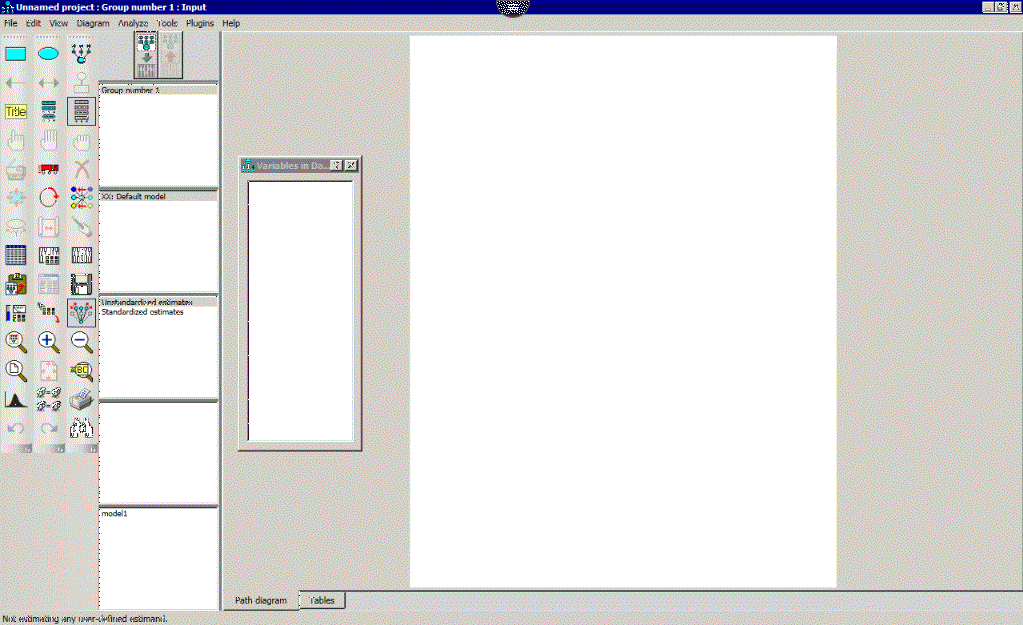 Unnamed project : Group number 1 : Input
File Edit View Diagram Analyze Tools Plugins Help
Title
Group number 1
XX: Default model
Unstandardized estimates
Standardized estimates
model1
Variables in Da...
Path diagram
Tables
Not estimating any user-defined estimand.